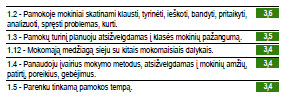 1.2 - Pamokoje mokiniai skatinami klausti, tyrinėti, ieškoti, bandyti, pritaikyti, 3,6
analizuoti, spręsti problemas, kurti.
1.3 - Pamokų turinį planuoju atsižvelgdamas į klasės mokinių pažangumą. 3,5
1.12 - Mokomąją medžiagą sieju su kitais mokomaisiais dalykais. 3,4
1.4 - Panaudoju įvairius mokymo metodus, atsižvelgdamas į mokinių amžių, 3,4
patirtį, poreikius, gebėjimus.
1.5 - Parenku tinkamą pamokos tempą. 3,4